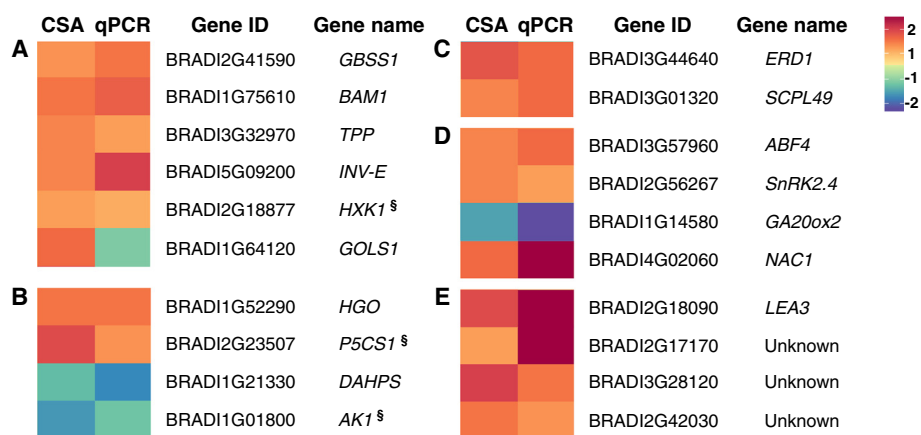 CSA qPCR Gene ID Gene name
A
BRADI2G41590 GBSS1
BRADI1G75610 BAM1
BRADI3G32970 TPP
BRADI5G09200 INV-E
BRADI2G18877 HXK1 §
BRADI1G64120 GOLS1
B
BRADI1G52290 HGO
BRADI2G23507 P5CS1 §
BRADI1G21330 DAHPS
BRADI1G01800 AK1 §
CSA qPCR Gene ID Gene name
C
BRADI3G44640 ERD1
BRADI3G01320 SCPL49
D
BRADI3G57960 ABF4
BRADI2G56267 SnRK2.4
BRADI1G14580 GA20ox2
BRADI4G02060 NAC1
E
BRADI2G18090 LEA3
BRADI2G17170 Unknown
BRADI3G28120 Unknown
BRADI2G42030 Unknown
2
1
-1
-2